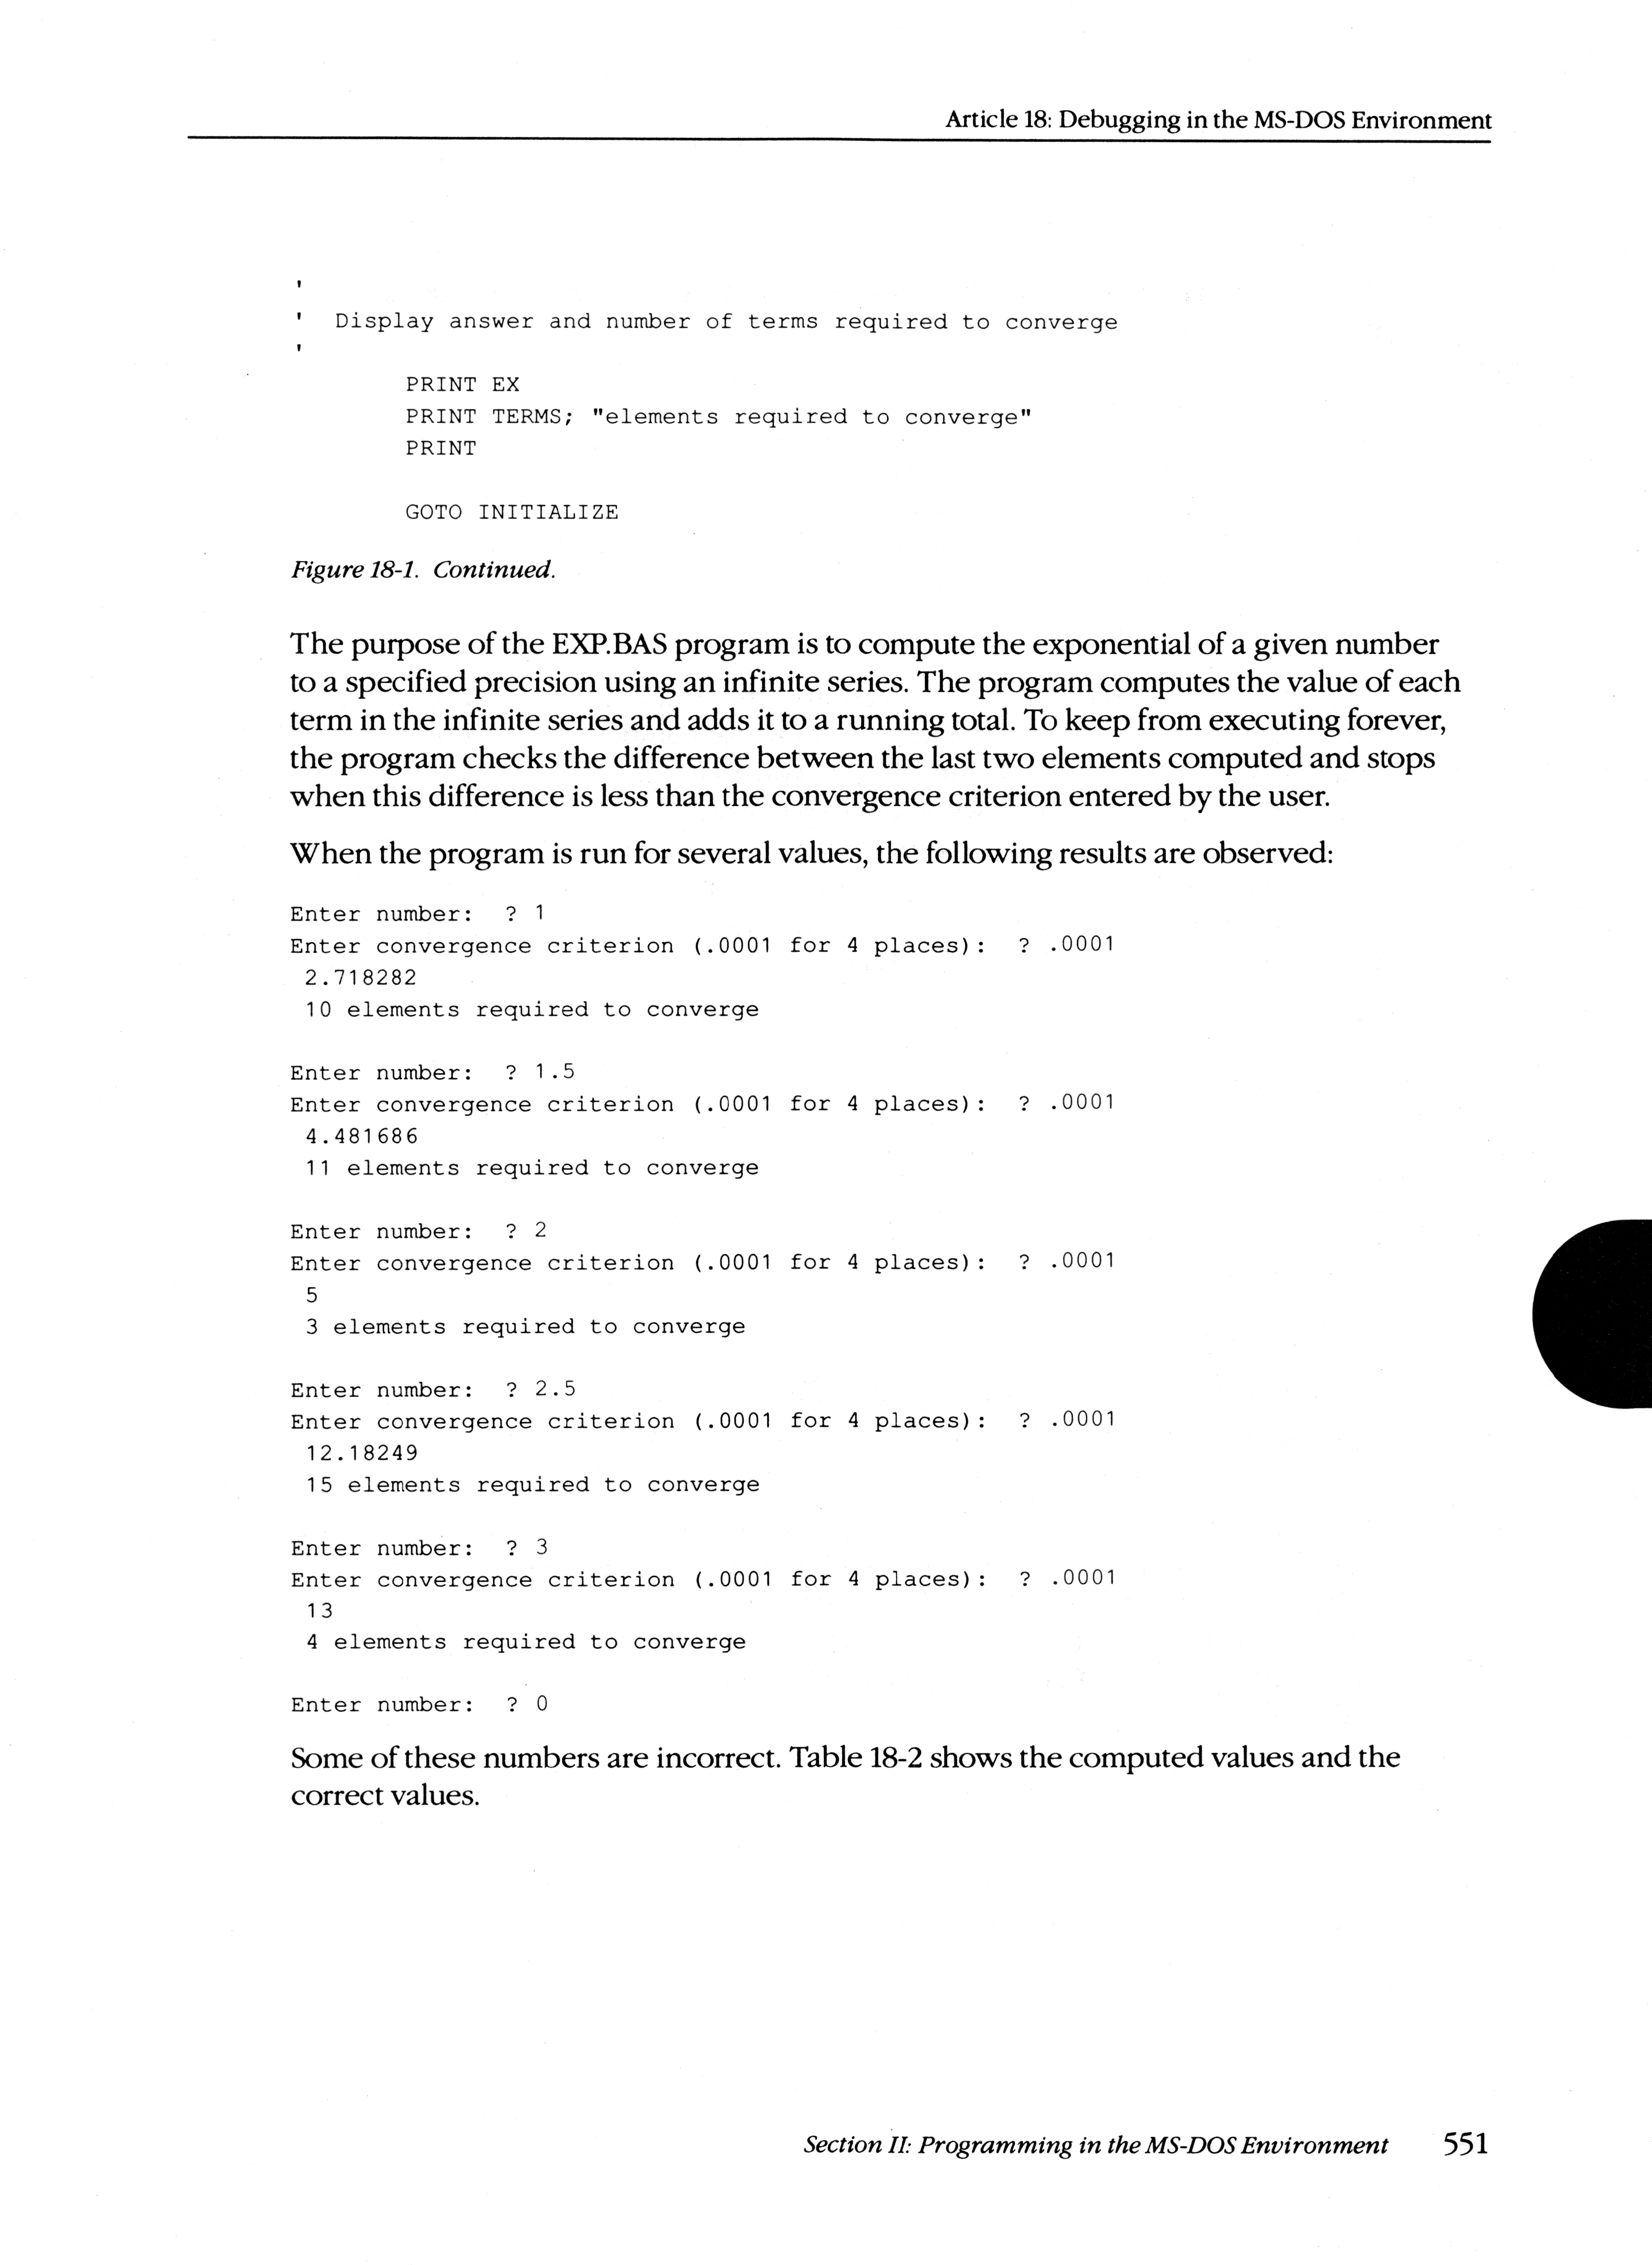 Article 18: Debugging in the MS-DOS Environment
'
' Display answer and number of terms required to converge
'
PRINT EX
PRINT TERMS; "elements required to converge"
PRINT
GOTO INITIALIZE
Figure 18-1. Continued.
The purpose of the EXP.BAS program is to compute the exponential of a given number
to a specified precision using an infinite series. The program computes the value of each
term in the infinite series and adds it to a running total. To keep from executing forever,
the program checks the difference between the last two elements computed and stops
when this difference is less than the convergence criterion entered by the user.
When the program is run for several values, the following results are observed:
Enter number: ? 1
Enter convergence criterion (.0001 for 4 places): ? .0001
2.718282
10 elements required to converge
Enter number: ? 1.5
Enter convergence criterion (.0001 for 4 places): ? .0001
4.481686
11 elements required to converge
Enter number: ? 2
Enter convergence criterion (.0001 for 4 places): ? .0001
5
3 elements required to converge
Enter number: ? 2.5
Enter convergence criterion (.0001 for 4 places): ? .0001
12.18249
15 elements required to converge
Enter number: ? 3
Enter convergence criterion (.0001 for 4 places): ? .0001
13
4 elements required to converge
Enter number: ? 0
Some of these numbers are incorrect. Table 18-2 shows the computed values and the
correct values.
Section II: Programming in the MS-DOS Environment 551